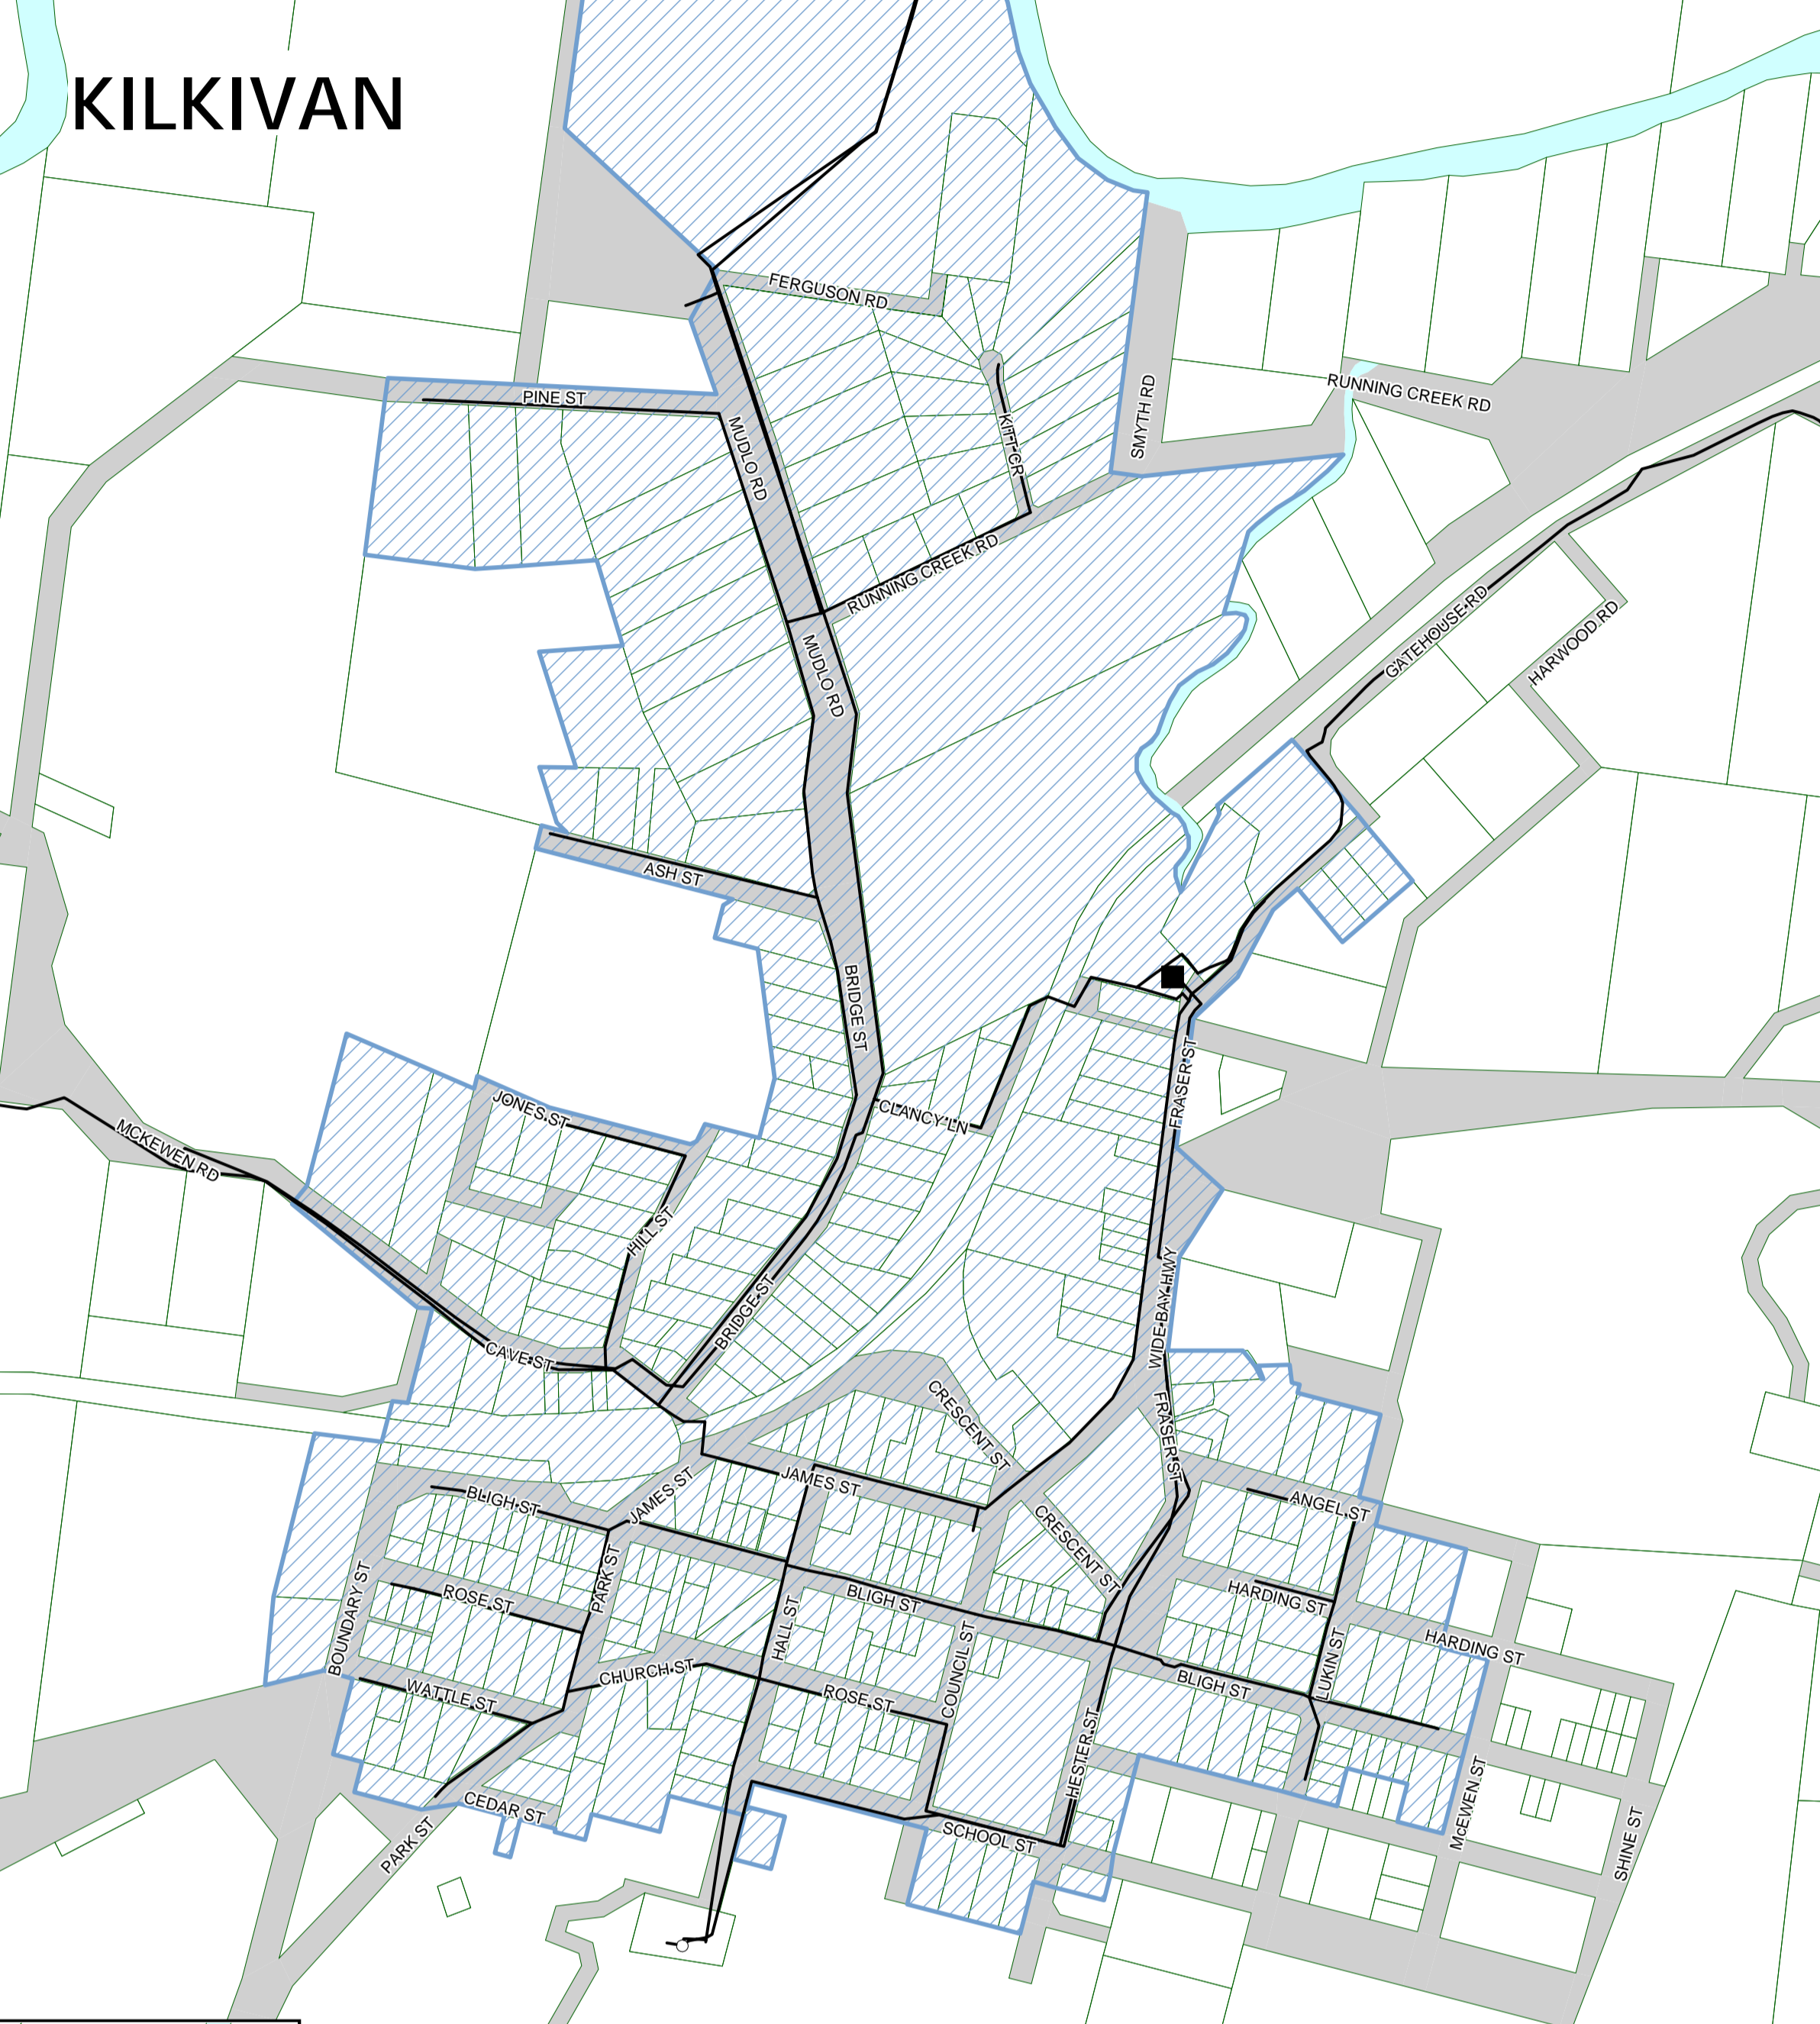 KILKIVAN
FERGUSON RD
RUNNING CREEK RD
PINE ST
SMYTH RD
MUDLO RD
KITT CR
RUNNING CREEK RD
GATEHOUSE RD
HARWOOD RD
MUDLO RD
ASH ST
BRIDGE ST
FRASER ST
JONES ST
CLANCY LN
MCKEWEN RD
HILL ST
BRIDGE ST
WIDE BAY HWY
CAVE ST
CRESCENT ST
FRASER ST
JAMES ST
JAMES ST
BLIGH ST
ANGEL ST
CRESCENT ST
PARK ST
ROSE ST
BLIGH ST
HARDING ST
BOUNDARY ST
HALL ST
HARDING ST
CHURCH ST
COUNCIL ST
LUKIN ST
WATTLE ST
ROSE ST
BLIGH ST
HESTER ST
CEDAR ST
McEWEN ST
PARK ST
SCHOOL ST
SHINE ST